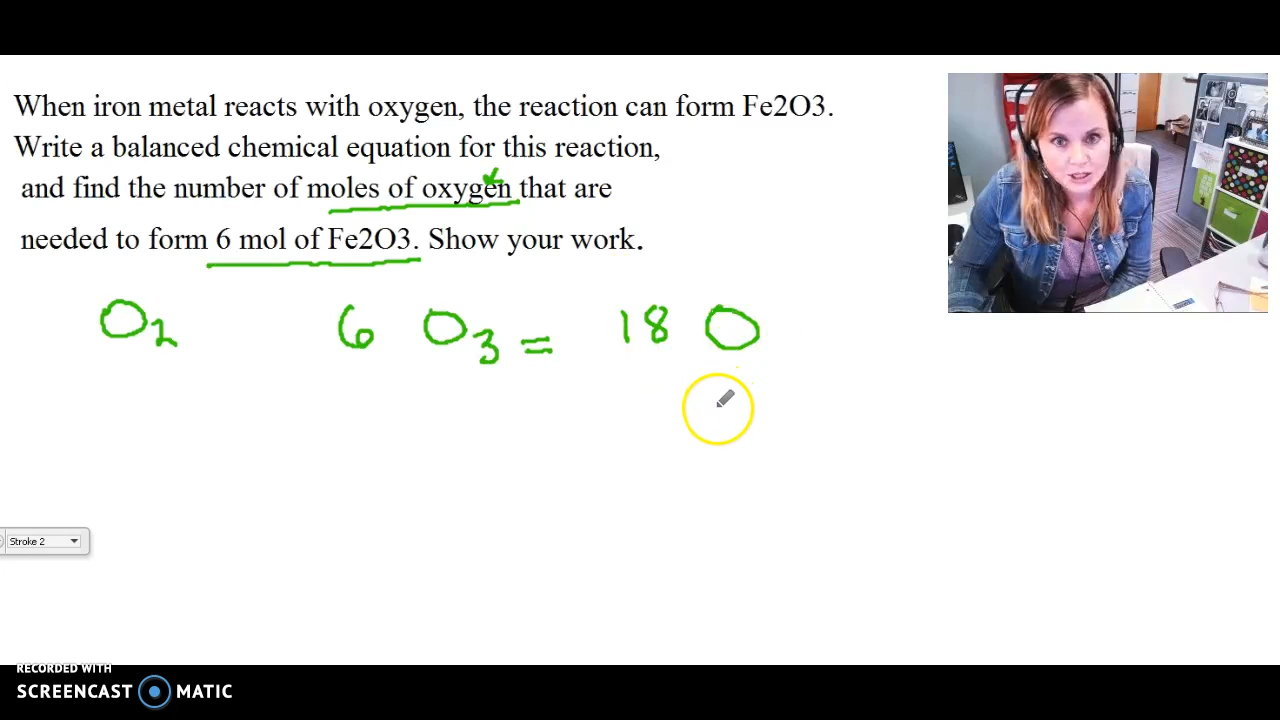 When iron metal reacts with oxygen, the reaction can form Fe2O3.
Write a balanced chemical equation for this reaction,
and find the number of moles of oxygen that are
needed to form 6 mol of Fe2O3. Show your work.
O2 6 O3 = 18 O
Stroke 2
RECORDED WITH
SCREENCAST MATIC